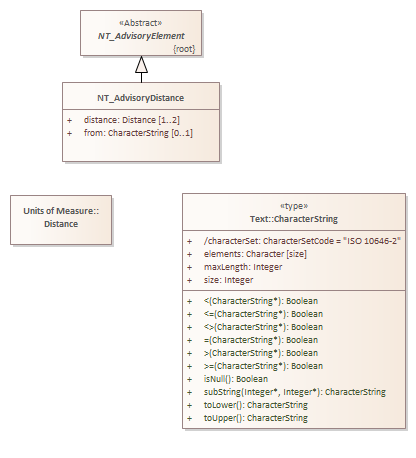 «Abstract»
NT_AdvisoryElement
{root}
NT_AdvisoryDistance
+ distance: Distance [1..2]
+ from: CharacterString [0..1]
Units of Measure::
Distance
«type»
Text::CharacterString
+ /characterSet: CharacterSetCode = "ISO 10646-2"
+ elements: Character [size]
+ maxLength: Integer
+ size: Integer
+ <(CharacterString*): Boolean
+ <=(CharacterString*): Boolean
+ <>(CharacterString*): Boolean
+ =(CharacterString*): Boolean
+ >(CharacterString*): Boolean
+ >=(CharacterString*): Boolean
+ isNull(): Boolean
+ subString(Integer*, Integer*): CharacterString
+ toLower(): CharacterString
+ toUpper(): CharacterString